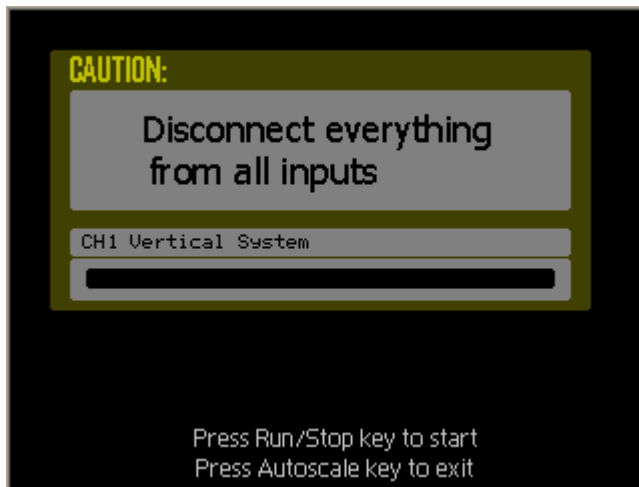 CAUTION:
Disconnect everything
from all inputs
CH1 Vertical System
Press Run/Stop key to start
Press Autoscale key to exit